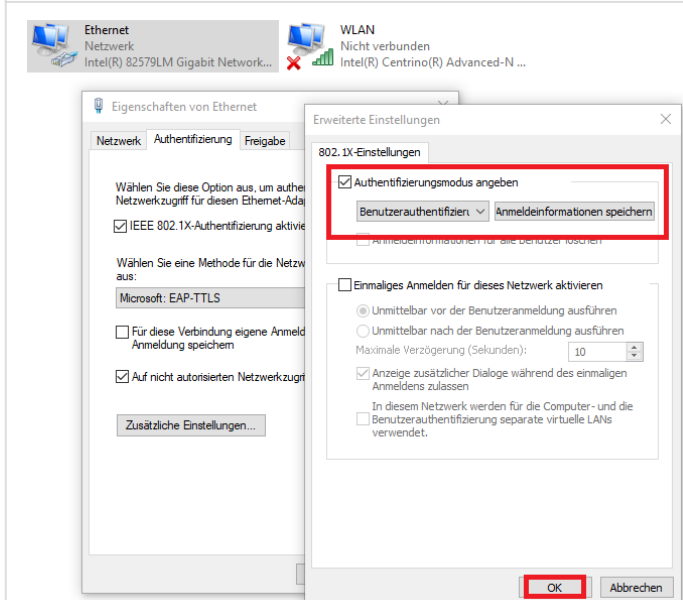 Ethernet
Netzwerk
Intel(R) 82579LM Gigabit Network...
WLAN
Nicht verbunden
Intel(R) Centrino(R) Advanced-N ...
Eigenschaften von Ethernet
Netzwerk Authentifizierung Freigabe
Wählen Sie diese Option aus, um authe
Netzwerkzugriff für diesen Ethernet-Ada
IEEE 802.1X-Authentifizierung aktivie
Wählen Sie eine Methode für die Netzw
aus:
Microsoft: EAP-TTLS
Für diese Verbindung eigene Anmeld
Anmeldung speichern
Auf nicht autorisierten Netzwerkzugri
Zusätzliche Einstellungen...
Erweiterte Einstellungen
802.1X-Einstellungen
Authentifizierungsmodus angeben
Benutzerauthentifizieru Anmeldeinformationen speichern
Anmeldeinformationen für alle Benutzer löschen
Einmaliges Anmelden für dieses Netzwerk aktivieren
Unmittelbar vor der Benutzeranmeldung ausführen
Unmittelbar nach der Benutzeranmeldung ausführen
Maximale Verzögerung (Sekunden): 10
Anzeige zusätzlicher Dialoge während des einmaligen
Anmeldens zulassen
In diesem Netzwerk werden für die Computer- und die
Benutzerauthentifizierung separate virtuelle LANs
verwendet.
OK Abbrechen